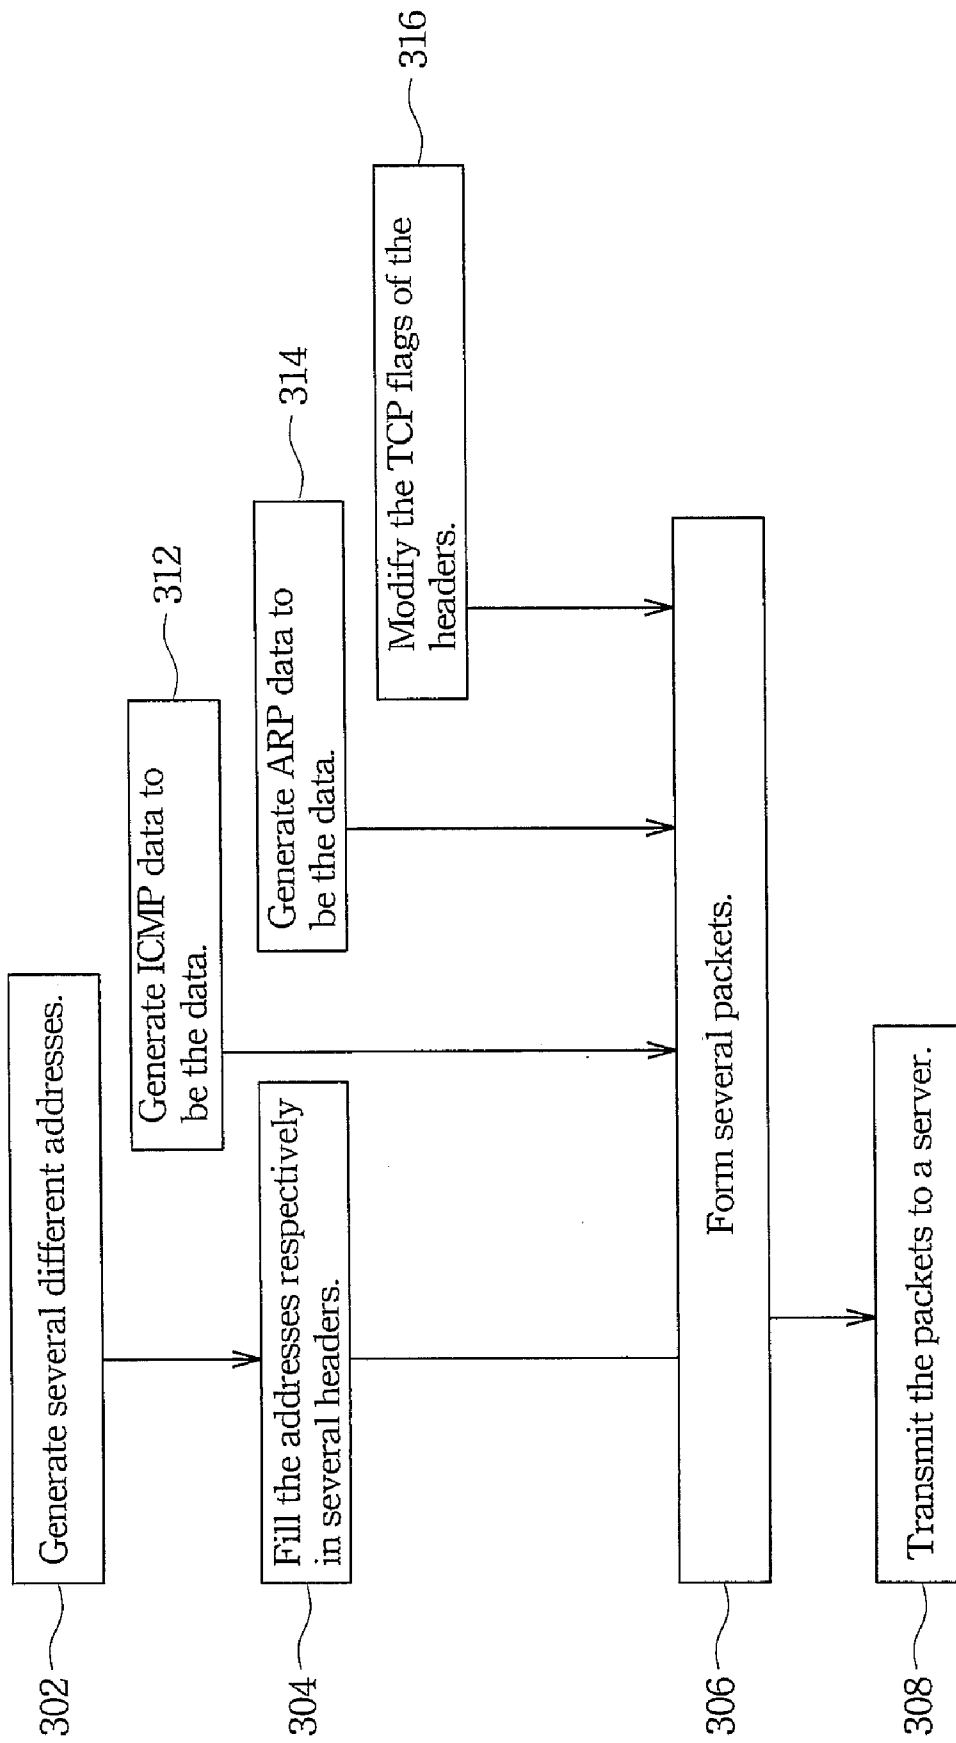 302
Generate several different addresses.
312
Generate ICMP data to
be the data.
304
Fill the addresses respectively
in several headers.
314
Generate ARP data to
be the data.
316
Modify the TCP flags of the
headers.
306
Form several packets.
308
Transmit the packets to a server.